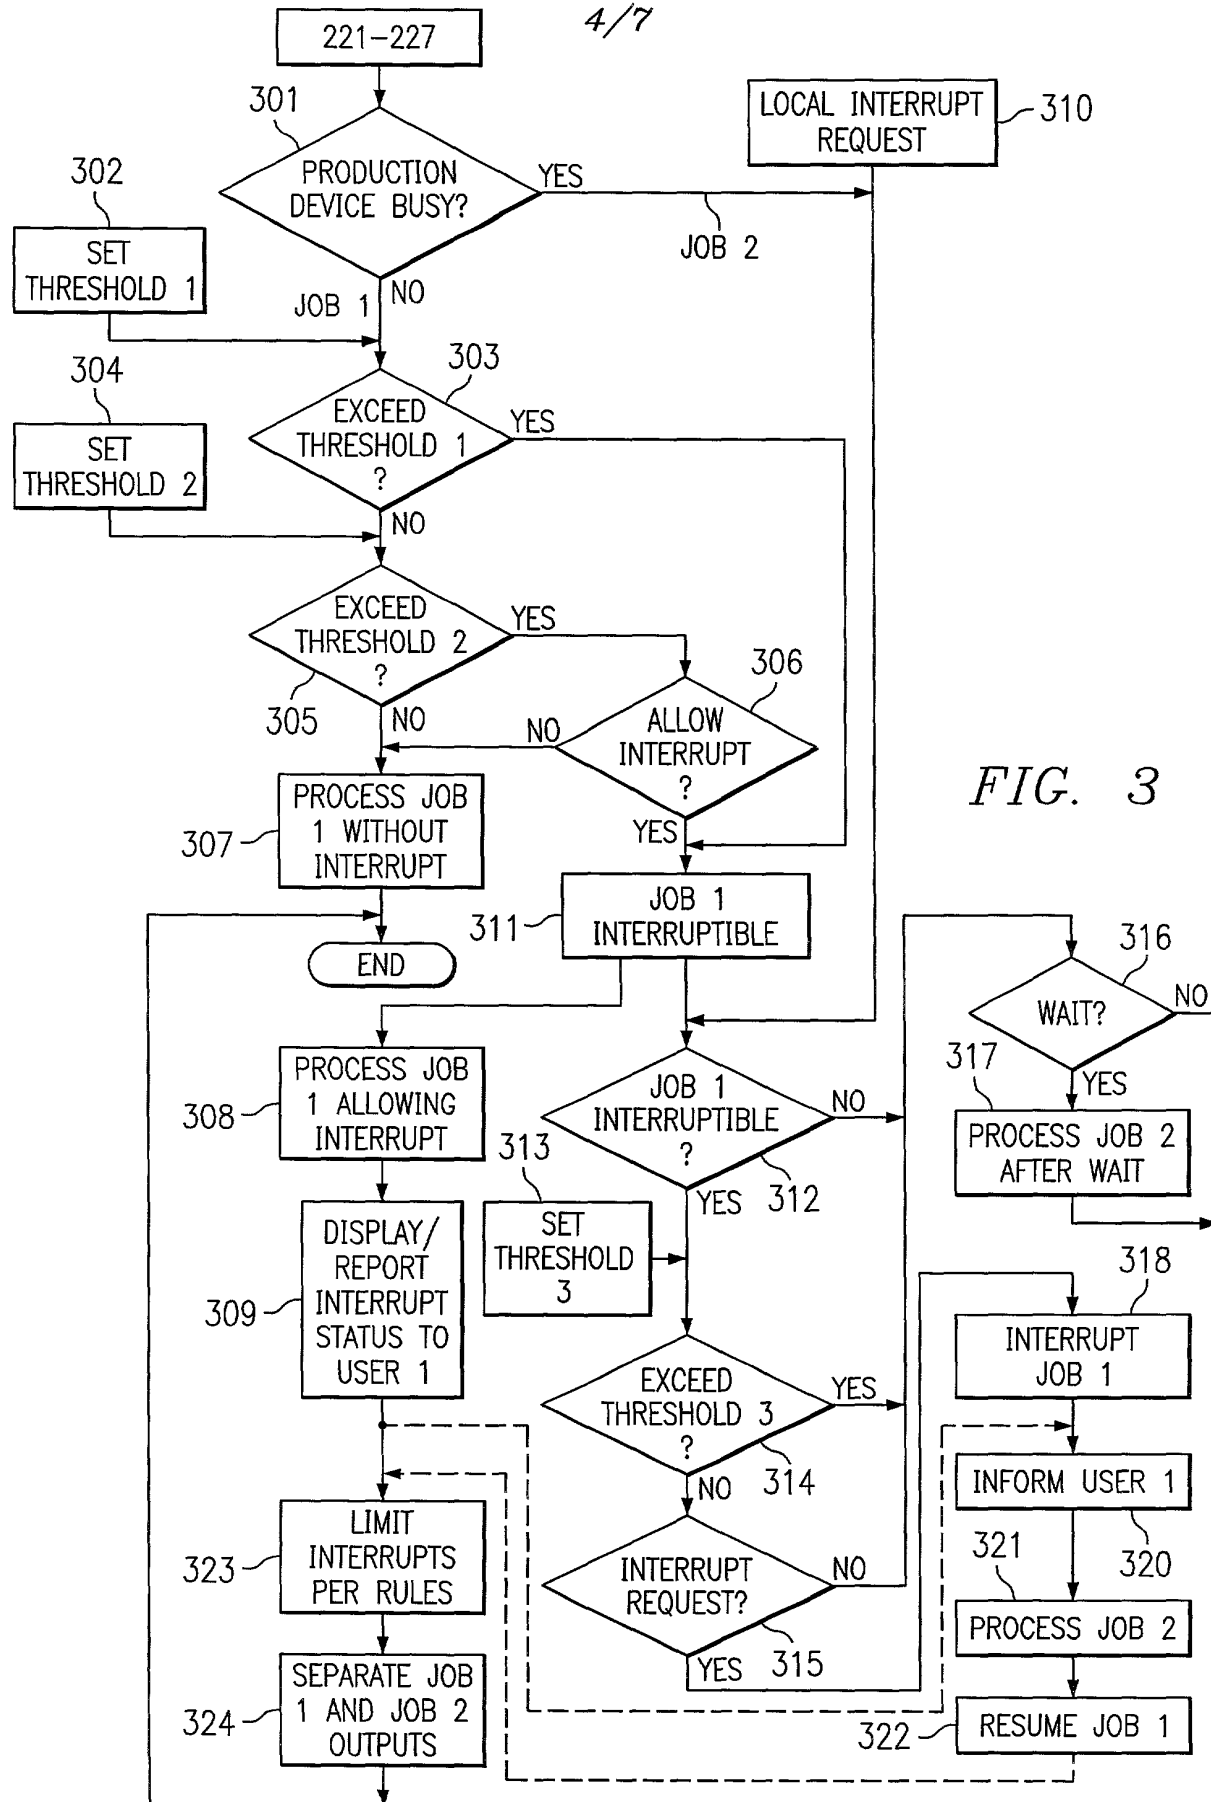 4/7
221-227
301
PRODUCTION
DEVICE BUSY?
YES
JOB 2
LOCAL INTERRUPT
REQUEST
310
302
SET
THRESHOLD 1
JOB 1
NO
303
EXCEED
THRESHOLD 1
?
YES
NO
304
SET
THRESHOLD 2
EXCEED
THRESHOLD 2
?
YES
305
NO
306
ALLOW
INTERRUPT
?
NO
YES
FIG. 3
PROCESS JOB
1 WITHOUT
INTERRUPT
307
END
JOB 1
INTERRUPTIBLE
311
316
WAIT?
NO
YES
317
PROCESS JOB 2
AFTER WAIT
PROCESS JOB
1 ALLOWING
INTERRUPT
308
JOB 1
INTERRUPTIBLE
?
NO
312
YES
313
SET
THRESHOLD
3
DISPLAY/
REPORT
INTERRUPT
STATUS TO
USER 1
309
EXCEED
THRESHOLD 3
?
YES
314
NO
318
INTERRUPT
JOB 1
INFORM USER 1
320
LIMIT
INTERRUPTS
PER RULES
323
INTERRUPT
REQUEST?
NO
315
YES
321
PROCESS JOB 2
SEPARATE JOB
1 AND JOB 2
OUTPUTS
324
322
RESUME JOB 1